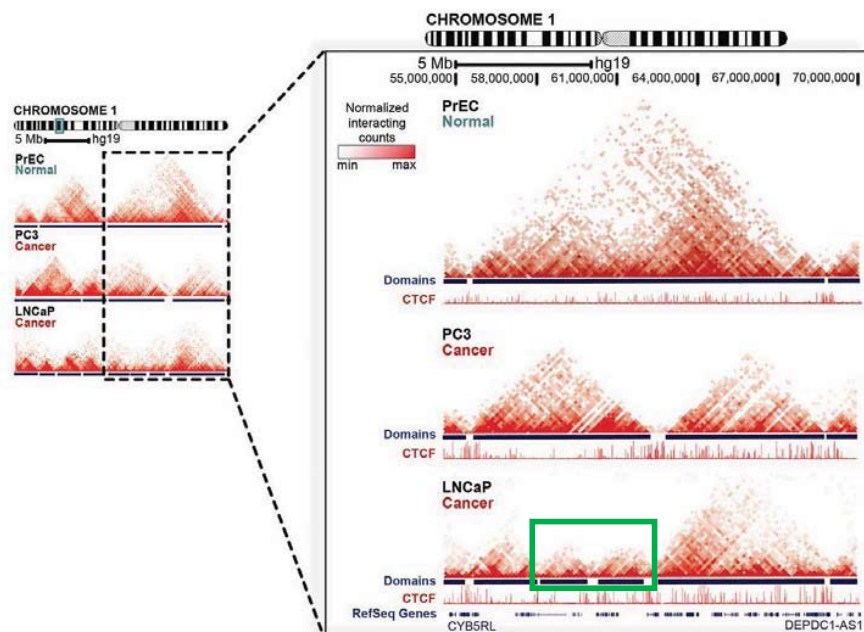 CHROMOSOME 1
5 Mb hg19
PrEC
Normal
PC3
Cancer
LNCaP
Cancer
CHROMOSOME 1
5 Mb hg19
55,000,000 58,000,000 61,000,000 64,000,000 67,000,000 70,000,000
Normalized
interacting
counts
min max
PrEC
Normal
Domains
CTCF
PC3
Cancer
Domains
CTCF
LNCaP
Cancer
Domains
CTCF
RefSeq Genes
CYB5RL DEPDC1-AS1